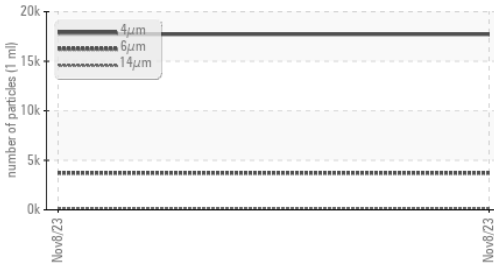 20k
15k
10k
5k
0k
number of particles (1 ml)
4µm
6µm
14µm
Nov8/23
Nov8/23